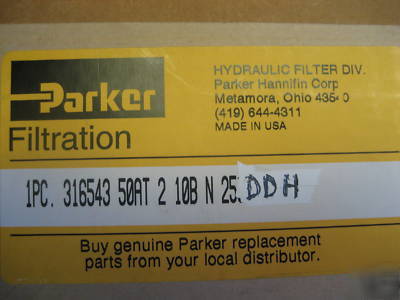 Parker
Filtration
HYDRAULIC FILTER DIV.
Parker Hannifin Corp
Metamora, Ohio 43540
(419) 644-4311
MADE IN USA
1PC. 316543 50AT 2 10B N 25 DDH
Buy genuine Parker replacement
parts from your local distributor.